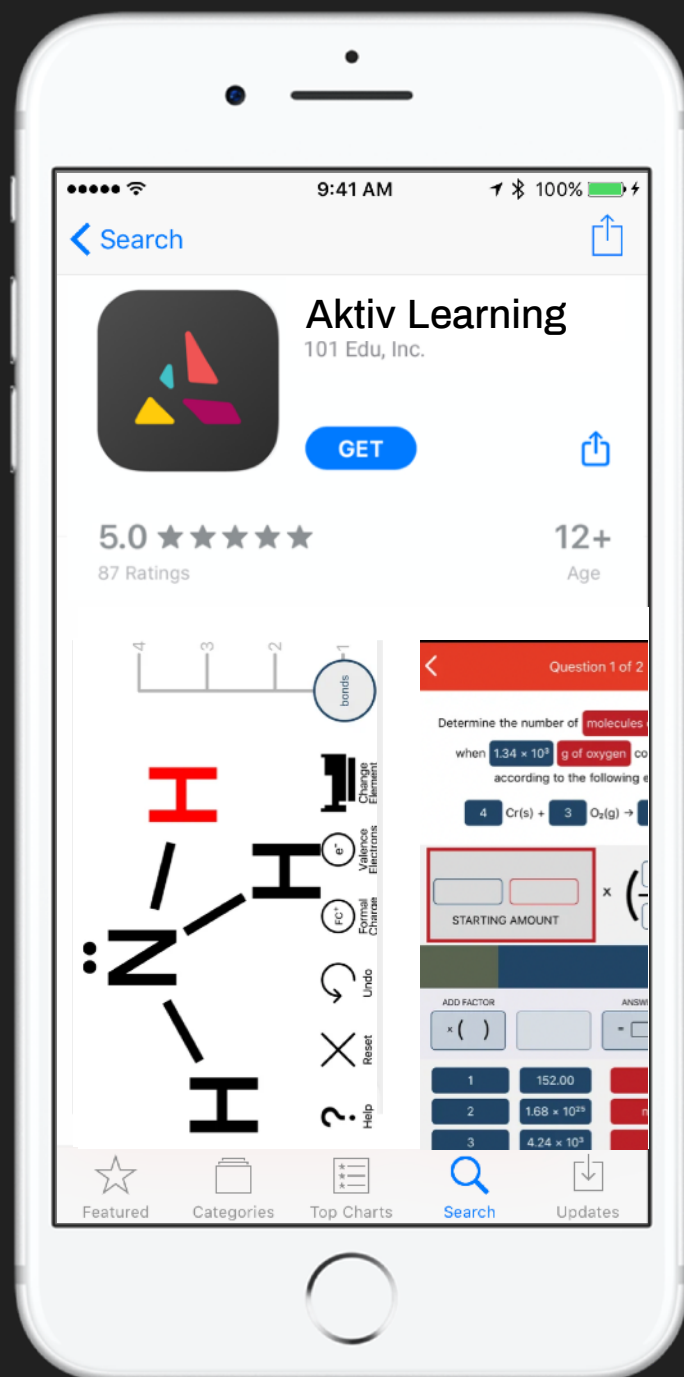 9:41 AM 100%
Search
Aktiv Learning
101 Edu, Inc.
GET
5.0
12+
87 Ratings
Age
4 3 2 1
bonds
H
H
N
H
Change
Element
e-
Valence
Electrons
FC+
Formal
Charge
Undo
Reset
?
Help
Question 1 of 2
Determine the number of molecules
when 1.34 × 10³ g of oxygen co
according to the following e
4 Cr(s) + 3 O₂(g) →
× (
STARTING AMOUNT
ADD FACTOR ANSW
×( ) =
1 152.00
2 1.68 × 10²⁵
3 4.24 × 10³
Featured Categories Top Charts Search Updates